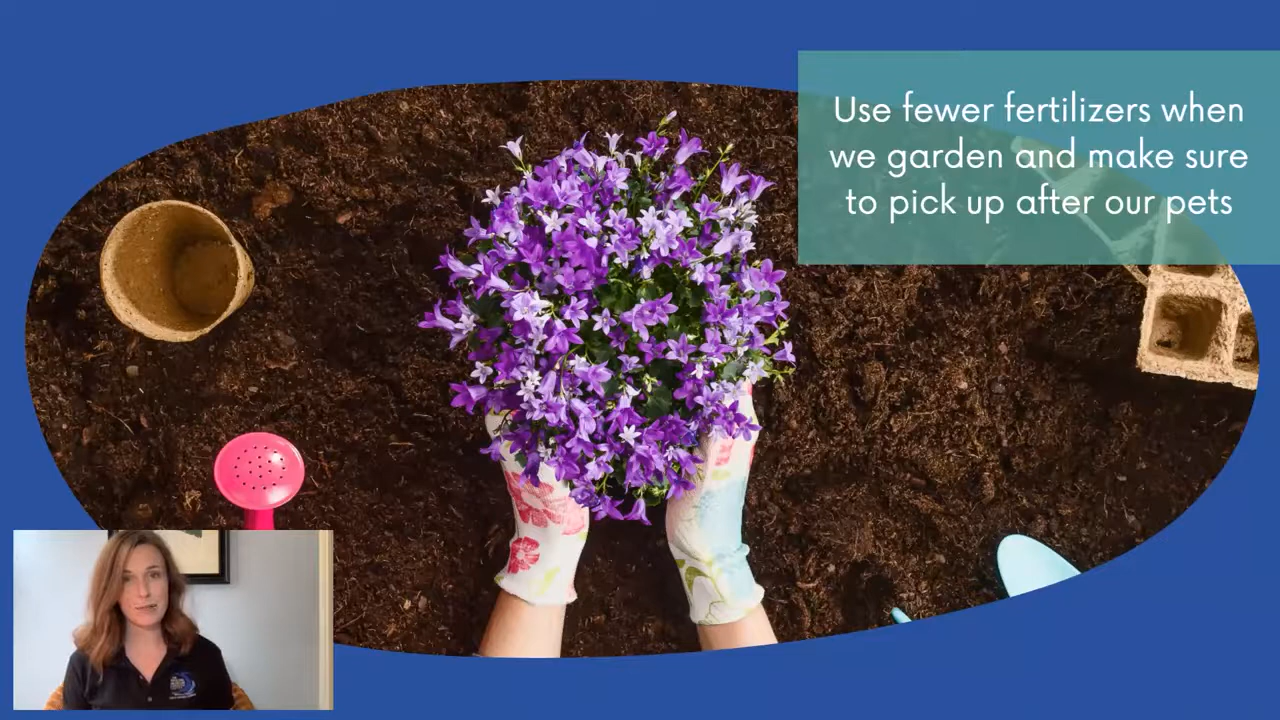 Use fewer fertilizers when
we garden and make sure
to pick up after our pets